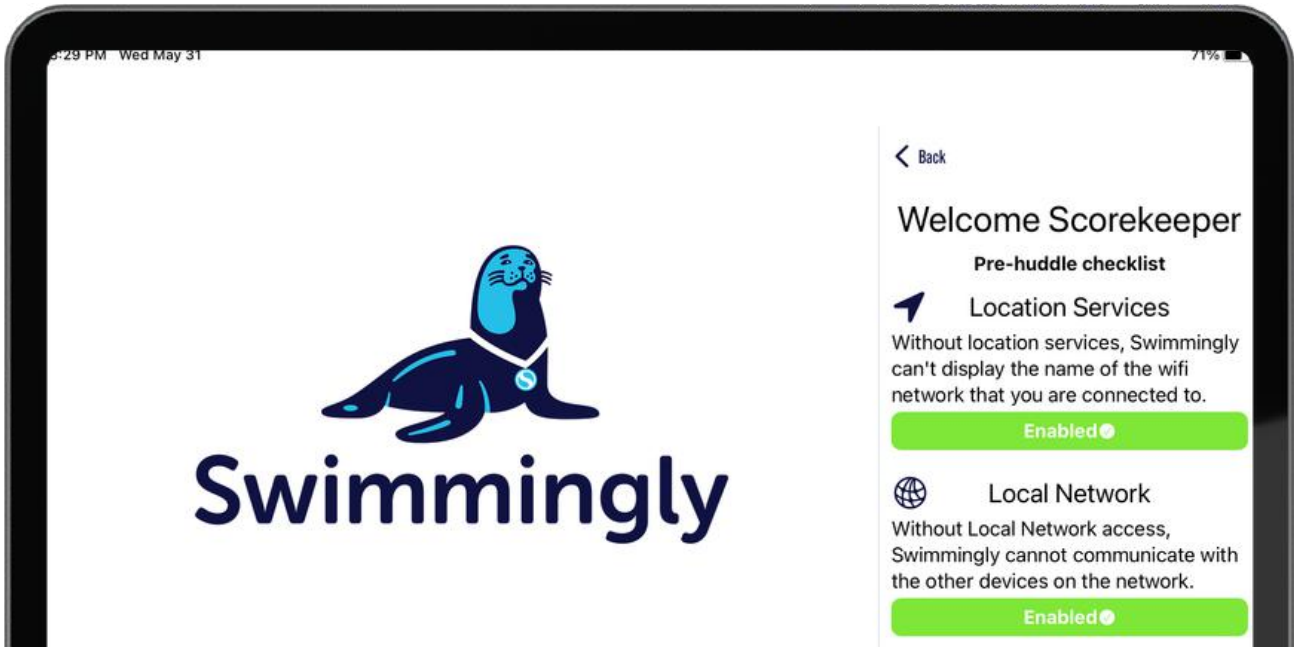 :29 PM Wed May 31
71%
Back
Welcome Scorekeeper
Pre-huddle checklist
Location Services
Without location services, Swimmingly
can't display the name of the wifi
network that you are connected to.
Enabled
Local Network
Without Local Network access,
Swimmingly cannot communicate with
the other devices on the network.
Enabled
S
Swimmingly